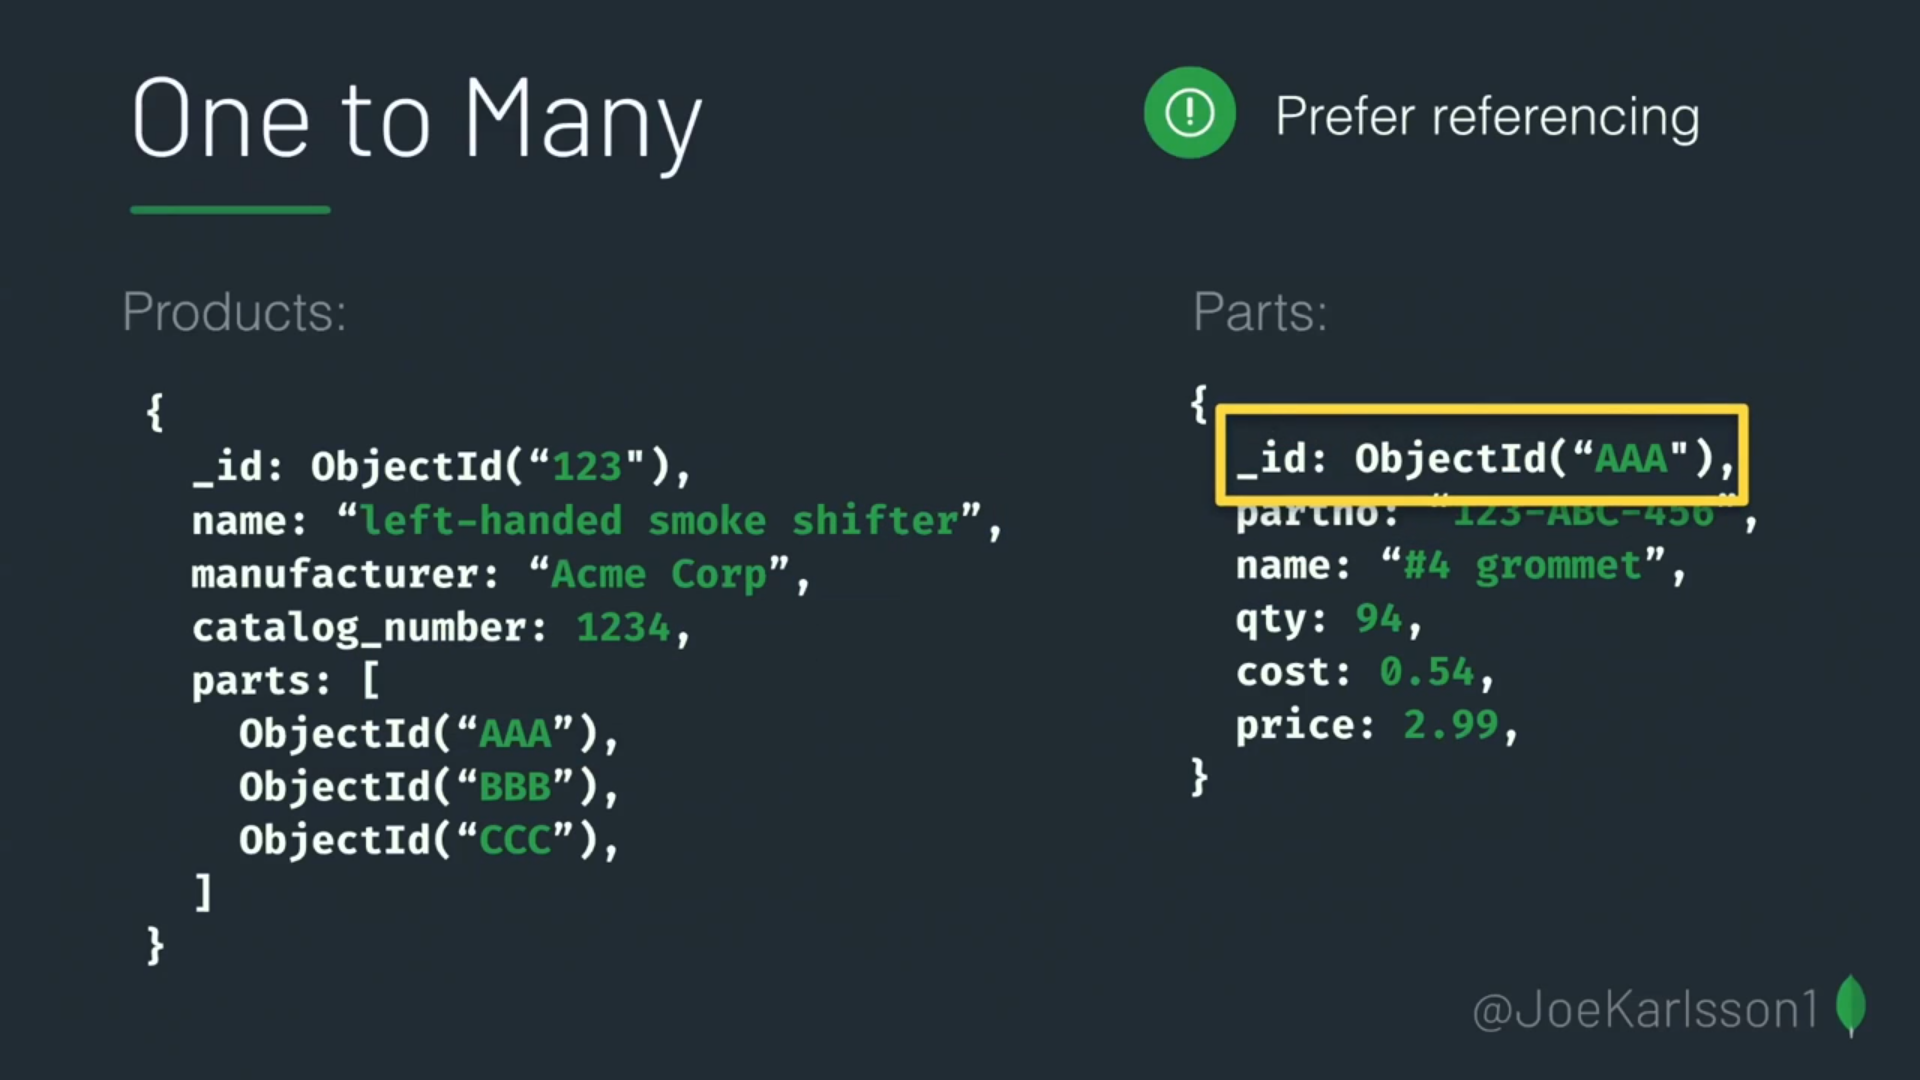 One to Many
Prefer referencing
Products:
{
_id: ObjectId(“123"),
name: “left-handed smoke shifter”,
manufacturer: “Acme Corp”,
catalog_number: 1234,
parts: [
ObjectId(“AAA”),
ObjectId(“BBB”),
ObjectId(“CCC”),
]
}
Parts:
{
_id: ObjectId(“AAA"),
partno: “123-ABC-456”,
name: “#4 grommet”,
qty: 94,
cost: 0.54,
price: 2.99,
}
@JoeKarlsson1